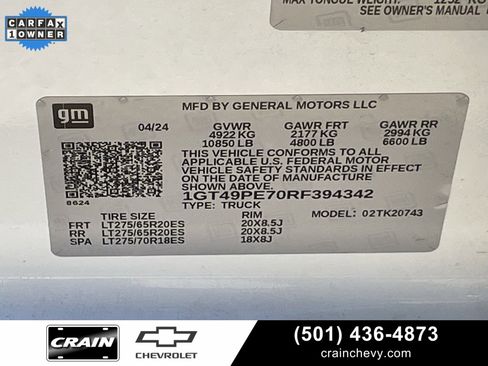 MAX TONGUE WEIGHT: 1252 KG
SEE OWNER'S MANUAL
CARFAX
1 OWNER
gm
MFD BY GENERAL MOTORS LLC
04/24 GVWR GAWR FRT GAWR RR
4922 KG 2177 KG 2994 KG
10850 LB 4800 LB 6600 LB
THIS VEHICLE CONFORMS TO ALL
APPLICABLE U.S. FEDERAL MOTOR
VEHICLE SAFETY STANDARDS IN EFFECT ON
THE DATE OF MANUFACTURE SHOWN ABOVE.
8624
1GT49PE70RF394342
TYPE: TRUCK MODEL: 02TK20743
TIRE SIZE RIM
FRT LT275/65R20ES 20X8.5J
RR LT275/65R20ES 20X8.5J
SPA LT275/70R18ES 18X8J
CRAIN
CHEVROLET
(501) 436-4873
crainchevy.com